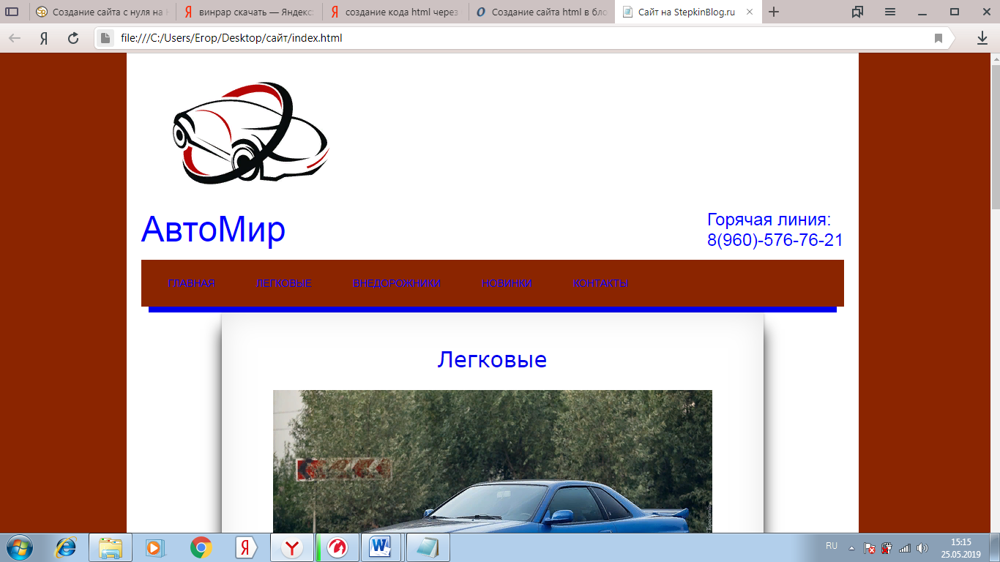 Создание сайта с нуля на
винрар скачать — Яндекс:
создание кода html через
Создание сайта html в бло
Сайт на StepkinBlog.ru
file:///C:/Users/Егор/Desktop/сайт/index.html
АвтоМир
Горячая линия:
8(960)-576-76-21
ГЛАВНАЯ ЛЕГКОВЫЕ ВНЕДОРОЖНИКИ НОВИНКИ КОНТАКТЫ
Легковые
RU
15:15
25.05.2019